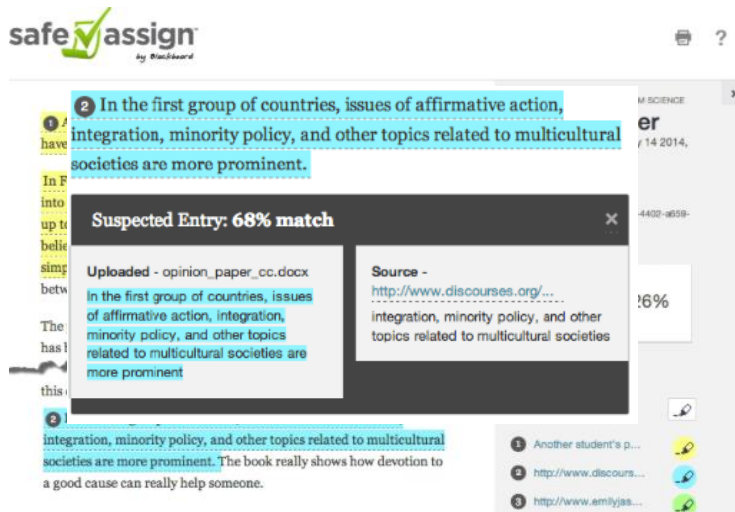 safe assign
by Blackboard
?
2 In the first group of countries, issues of affirmative action,
integration, minority policy, and other topics related to multicultural
societies are more prominent.
1 A
have
In F
into
up to
belie
simp
betw
The
has
this
Suspected Entry: 68% match
×
Uploaded - opinion_paper_cc.docx
In the first group of countries, issues
of affirmative action, integration,
minority policy, and other topics
related to multicultural societies are
more prominent
Source -
http://www.discourses.org/...
integration, minority policy, and other
topics related to multicultural societies
2
integration, minority policy, and other topics related to multicultural
societies are more prominent. The book really shows how devotion to
a good cause can really help someone.
M SCIENCE
er
y 14 2014,
-4402-a659-
26%
1 Another student's p...
2 http://www.discours...
3 http://www.emilyjas...